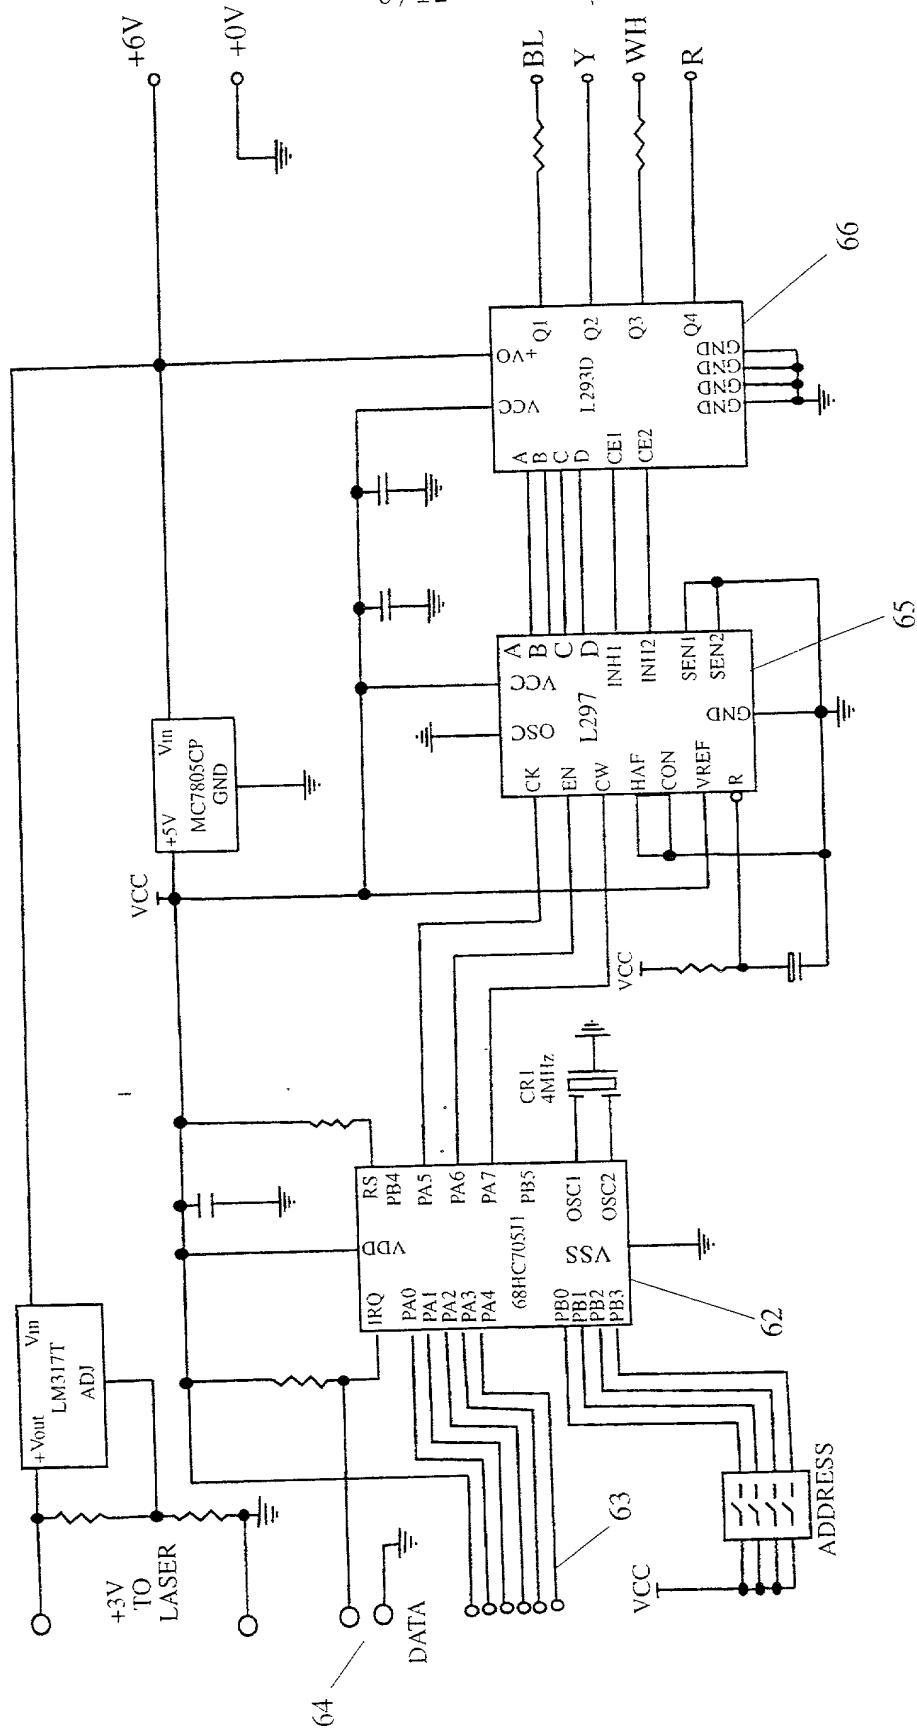 +6V
+0V
BL
Y
WH
R
66
+VO
VCC
L293D
Q1
Q2
Q3
Q4
GND
GND
GND
GND
A
B
C
D
CE1
CE2
65
A
B
C
D
INH1
INH2
SEN1
SEN2
VCC
OSC
L297
GND
CK
EN
CW
HAF
CON
VREF
R
Vin
MC7805CP
GND
+5V
VCC
VCC
CR1
4MHz
RS
PB4
PA5
PA6
PA7
PB5
OSC1
OSC2
VDD
68HC705J1
VSS
IRQ
PA0
PA1
PA2
PA3
PA4
PB0
PB1
PB2
PB3
62
Vin
LM317T
ADJ
+Vout
+3V
TO
LASER
DATA
64
63
VCC
ADDRESS